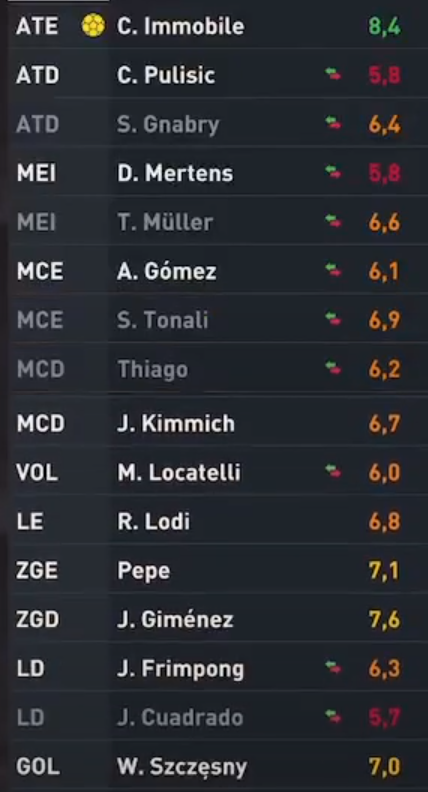 ATE C. Immobile 8,4
ATD C. Pulisic 5,8
ATD S. Gnabry 6,4
MEI D. Mertens 5,8
MEI T. Müller 6,6
MCE A. Gómez 6,1
MCE S. Tonali 6,9
MCD Thiago 6,2
MCD J. Kimmich 6,7
VOL M. Locatelli 6,0
LE R. Lodi 6,8
ZGE Pepe 7,1
ZGD J. Giménez 7,6
LD J. Frimpong 6,3
LD J. Cuadrado 5,7
GOL W. Szczęsny 7,0